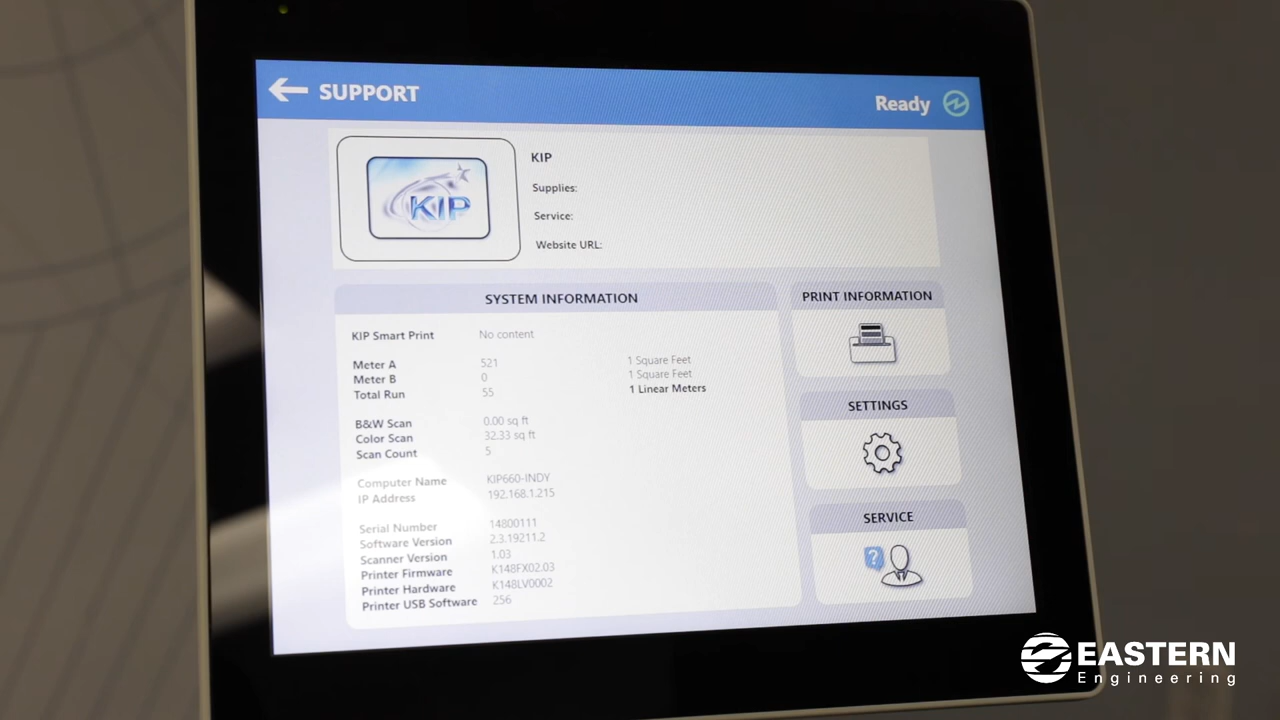 SUPPORT
Ready
KIP
KIP
Supplies:
Service:
Website URL:
SYSTEM INFORMATION
KIP Smart Print No content
Meter A 521 1 Square Feet
Meter B 0 1 Square Feet
Total Run 55 1 Linear Meters
B&W Scan 0.00 sq ft
Color Scan 32.33 sq ft
Scan Count 5
Computer Name KIP660-INDY
IP Address 192.168.1.215
Serial Number 14800111
Software Version 2.3.19211.2
Scanner Version 1.03
Printer Firmware K148FX02.03
Printer Hardware K148LV0002
Printer USB Software 256
PRINT INFORMATION
SETTINGS
SERVICE
?
EASTERN
Engineering